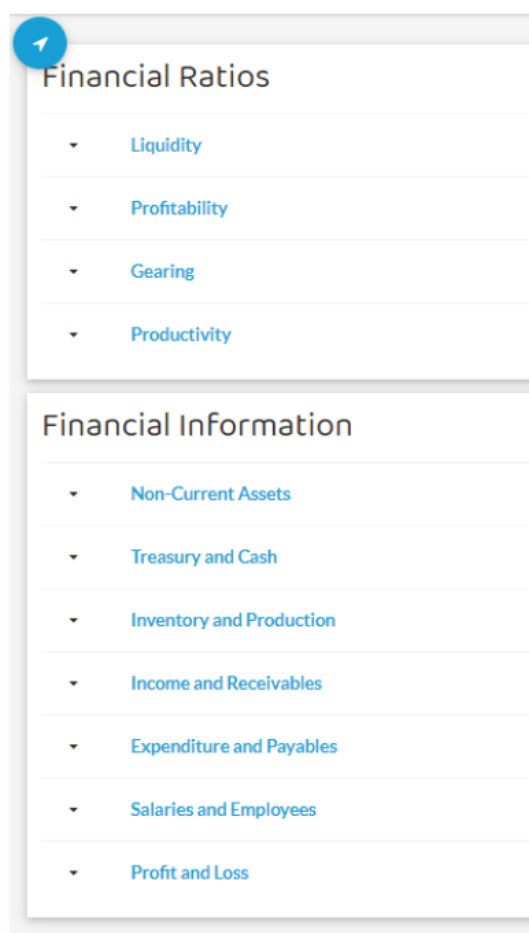 Financial Ratios
Liquidity
Profitability
Gearing
Productivity
Financial Information
Non-Current Assets
Treasury and Cash
Inventory and Production
Income and Receivables
Expenditure and Payables
Salaries and Employees
Profit and Loss